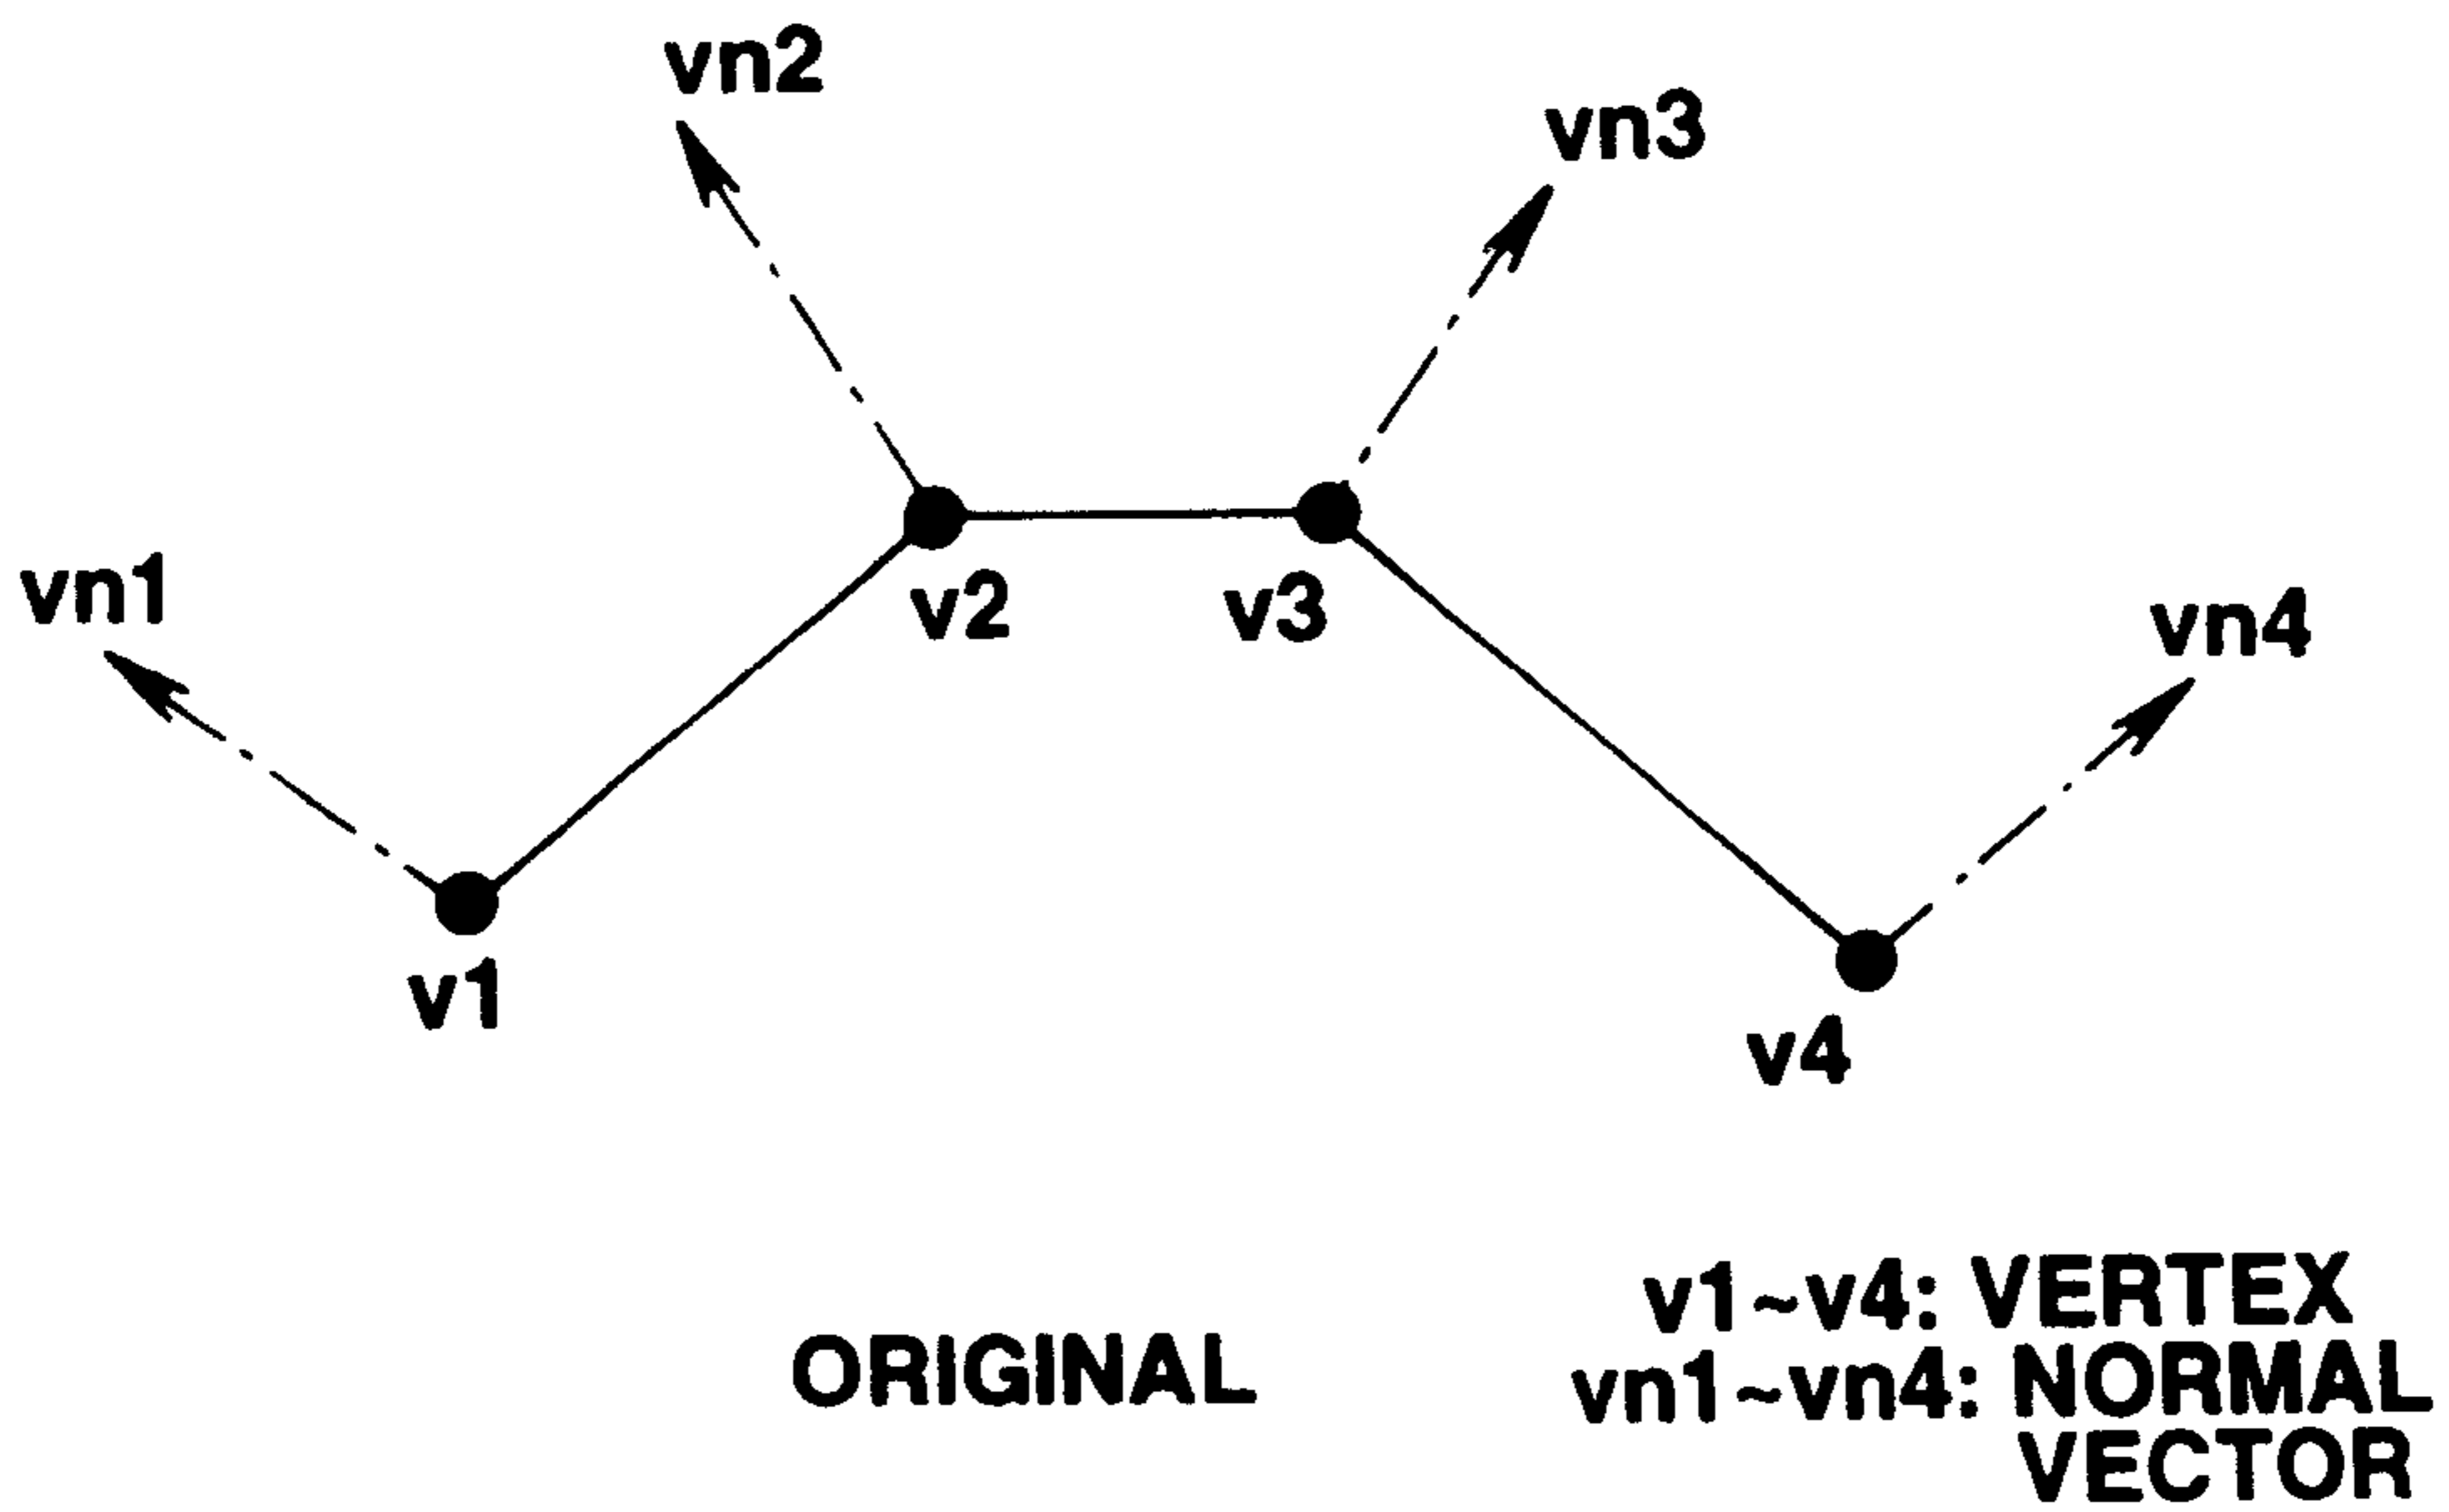 vn2
vn3
vn1
v2
v3
vn4
v1
v4
ORIGINAL
v1~v4: VERTEX
vn1~vn4: NORMAL
VECTOR